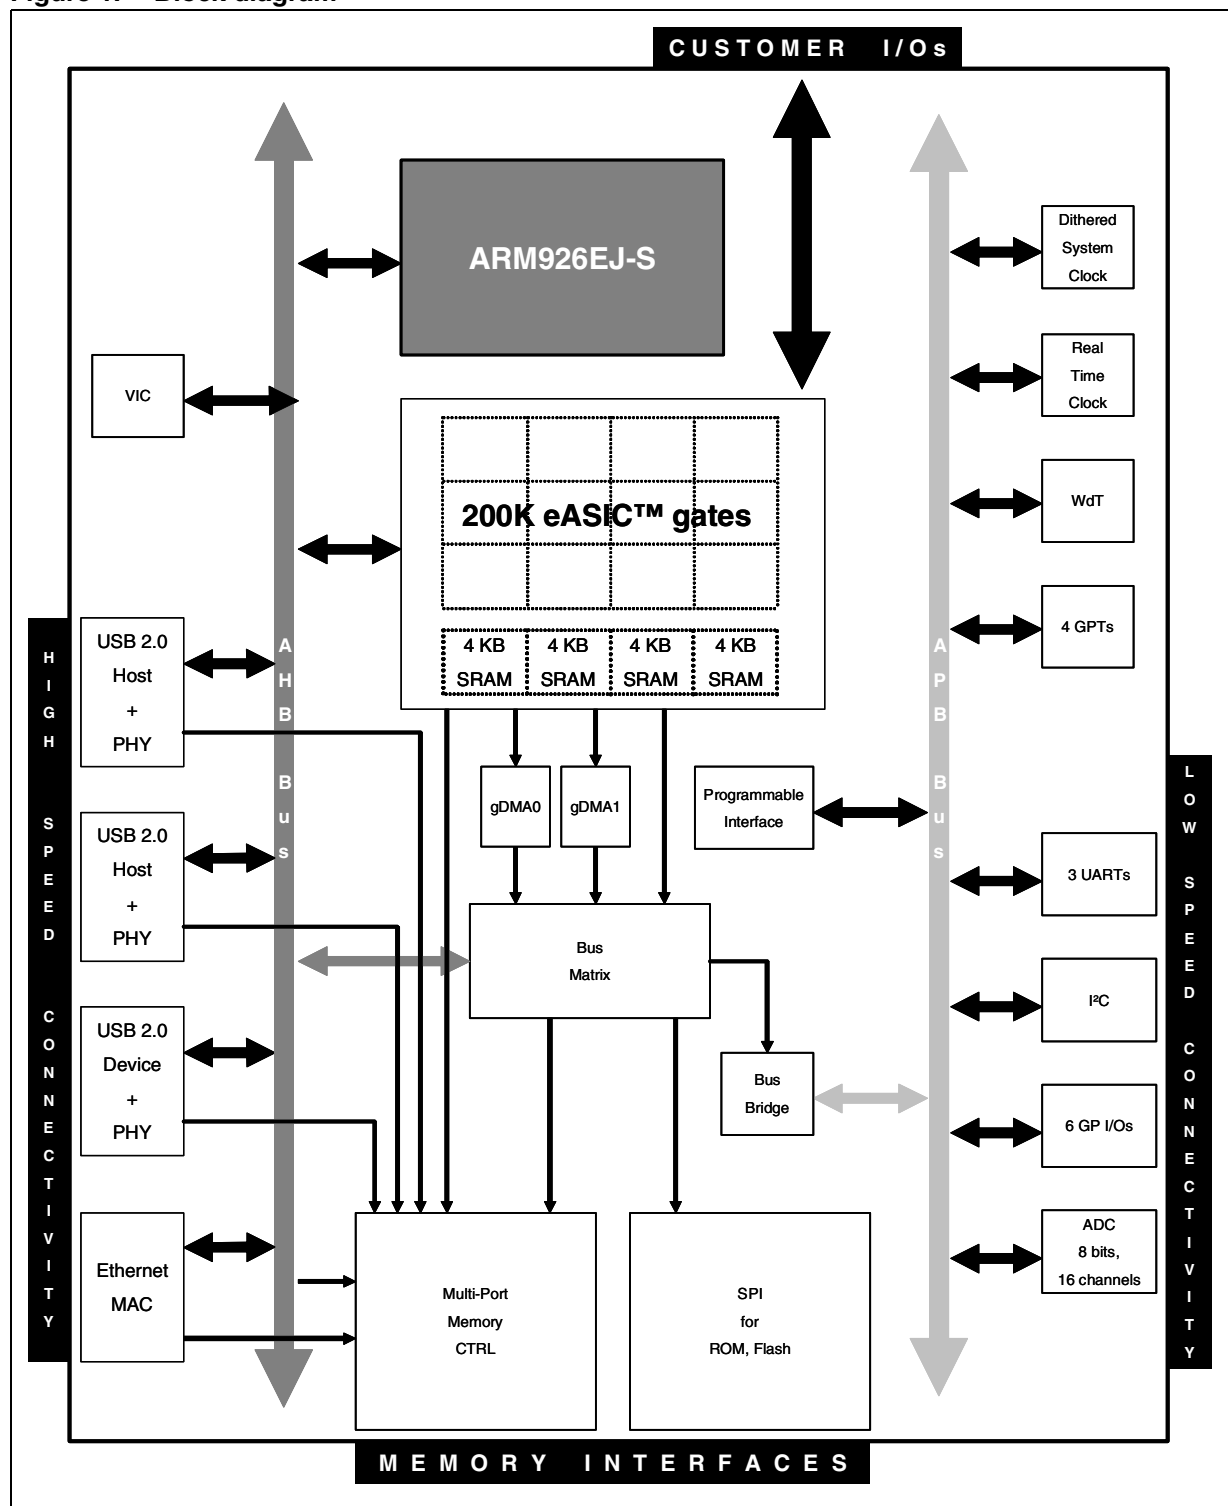 CUSTOMER I/Os
ARM926EJ-S
Dithered
System
Clock
VIC
Real
Time
Clock
200K eASIC™ gates
WdT
4 KB
SRAM
4 KB
SRAM
4 KB
SRAM
4 KB
SRAM
4 GPTs
HIGH SPEED CONNECTIVITY
USB 2.0
Host
+
PHY
AHB Bus
APB Bus
gDMA0
gDMA1
Programmable
Interface
LOW SPEED CONNECTIVITY
USB 2.0
Host
+
PHY
3 UARTs
Bus
Matrix
I²C
USB 2.0
Device
+
PHY
Bus
Bridge
6 GP I/Os
Ethernet
MAC
Multi-Port
Memory
CTRL
SPI
for
ROM, Flash
ADC
8 bits,
16 channels
MEMORY INTERFACES